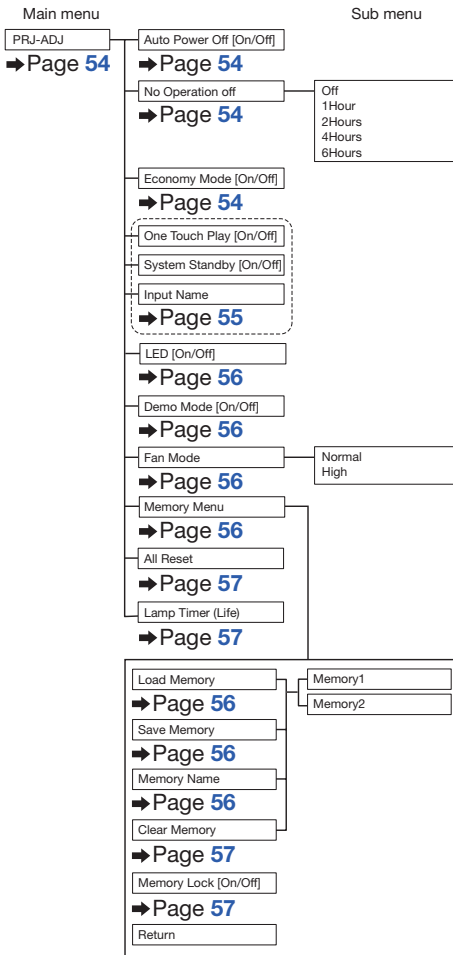 Main menu
Sub menu
PRJ-ADJ
➡Page 54
Auto Power Off [On/Off]
➡Page 54
No Operation off
➡Page 54
Off
1Hour
2Hours
4Hours
6Hours
Economy Mode [On/Off]
➡Page 54
One Touch Play [On/Off]
System Standby [On/Off]
Input Name
➡Page 55
LED [On/Off]
➡Page 56
Demo Mode [On/Off]
➡Page 56
Fan Mode
➡Page 56
Normal
High
Memory Menu
➡Page 56
All Reset
➡Page 57
Lamp Timer (Life)
➡Page 57
Load Memory
➡Page 56
Memory1
Memory2
Save Memory
➡Page 56
Memory Name
➡Page 56
Clear Memory
➡Page 57
Memory Lock [On/Off]
➡Page 57
Return